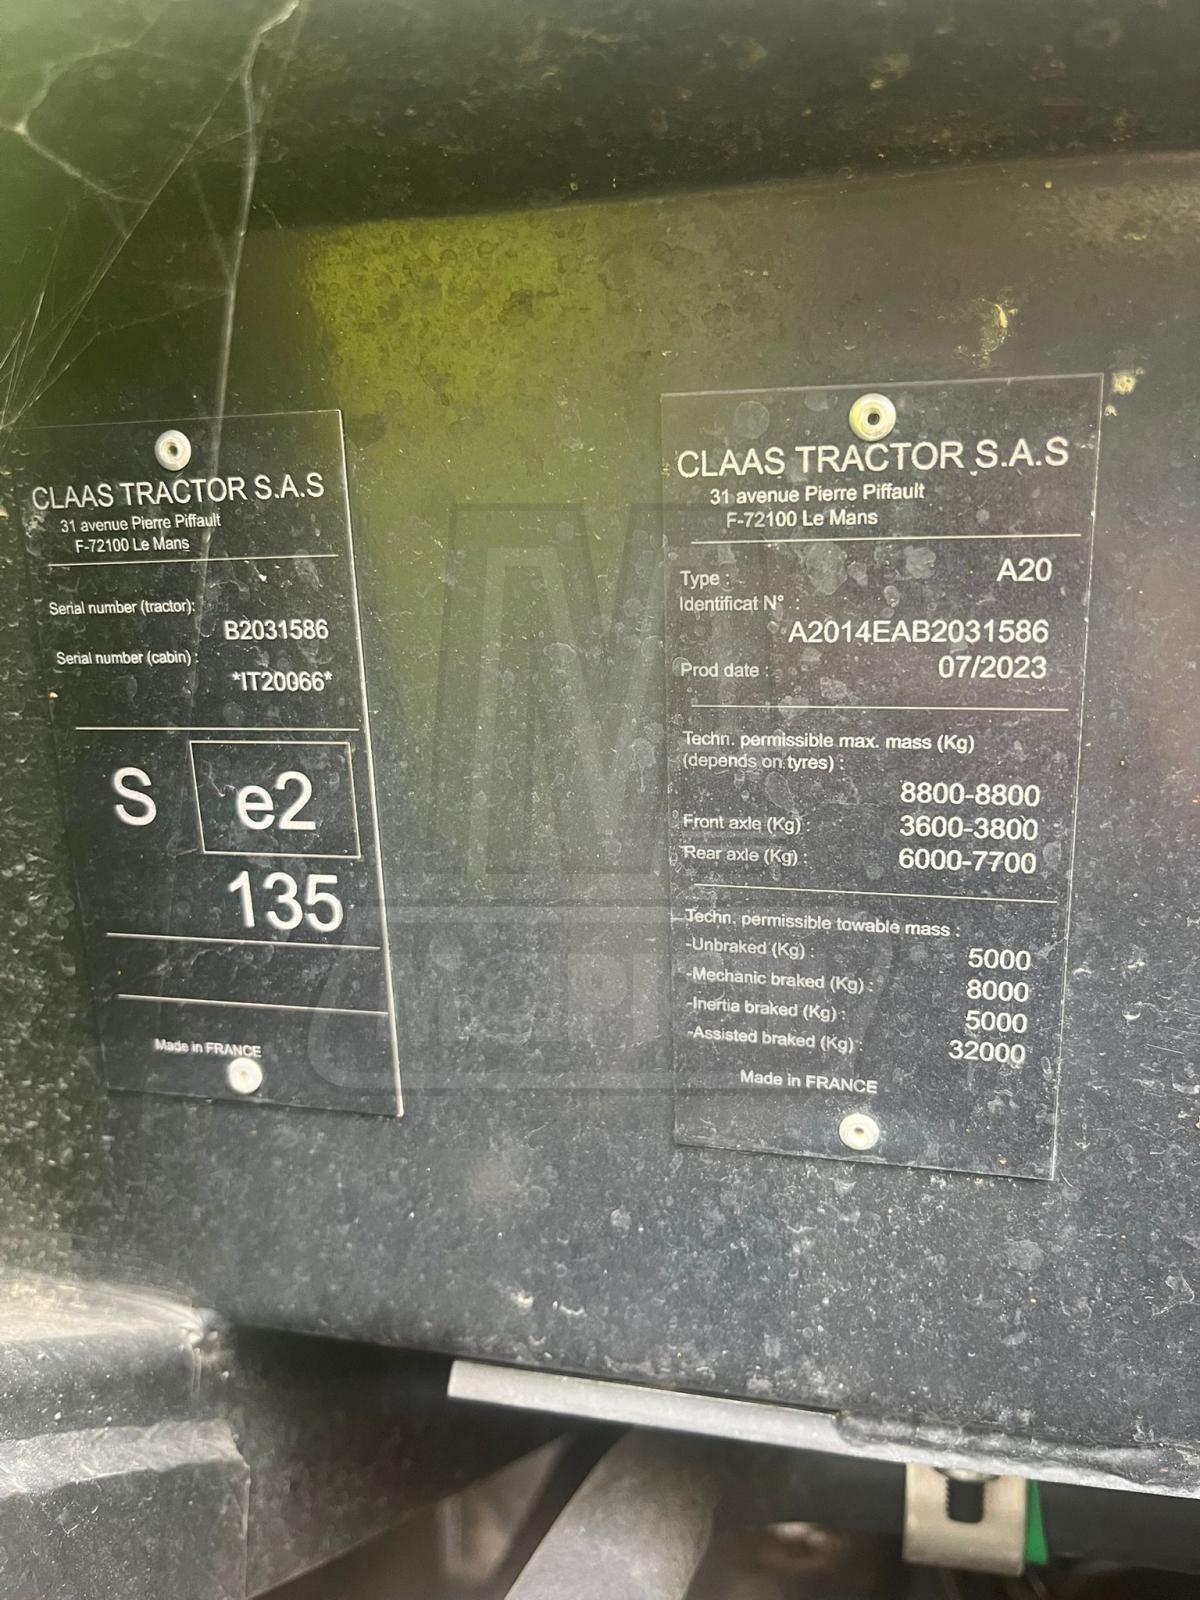 CLAAS TRACTOR S.A.S
31 avenue Pierre Piffault
F-72100 Le Mans
Serial number (tractor):
B2031586
Serial number (cabin) :
*IT20066*
S e2
135
Made in FRANCE
CLAAS TRACTOR S.A.S
31 avenue Pierre Piffault
F-72100 Le Mans
Type : A20
Identificat N° :
A2014EAB2031586
Prod date : 07/2023
Techn. permissible max. mass (Kg)
(depends on tyres) :
8800-8800
Front axle (Kg) : 3600-3800
Rear axle (Kg) : 6000-7700
Techn. permissible towable mass :
-Unbraked (Kg) : 5000
-Mechanic braked (Kg) : 8000
-Inertia braked (Kg) : 5000
-Assisted braked (Kg) : 32000
Made in FRANCE